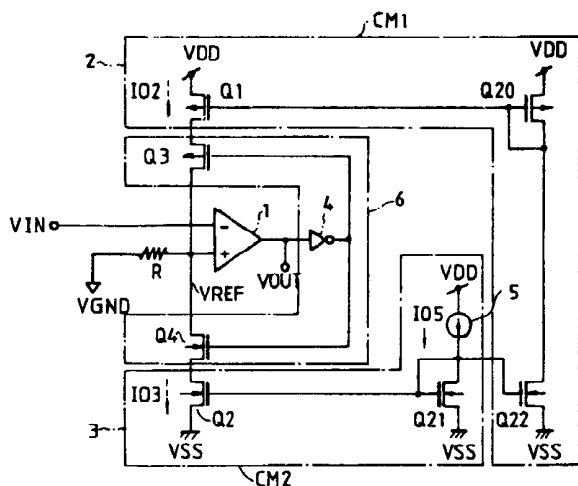 CM1
2
VDD
VDD
IO2
Q1
Q20
Q3
1
4
6
VIN
-
+
R
VOUT
VGND
VREF
VDD
5
IO5
Q4
IO3
Q2
Q21
Q22
3
VSS
VSS
VSS
CM2